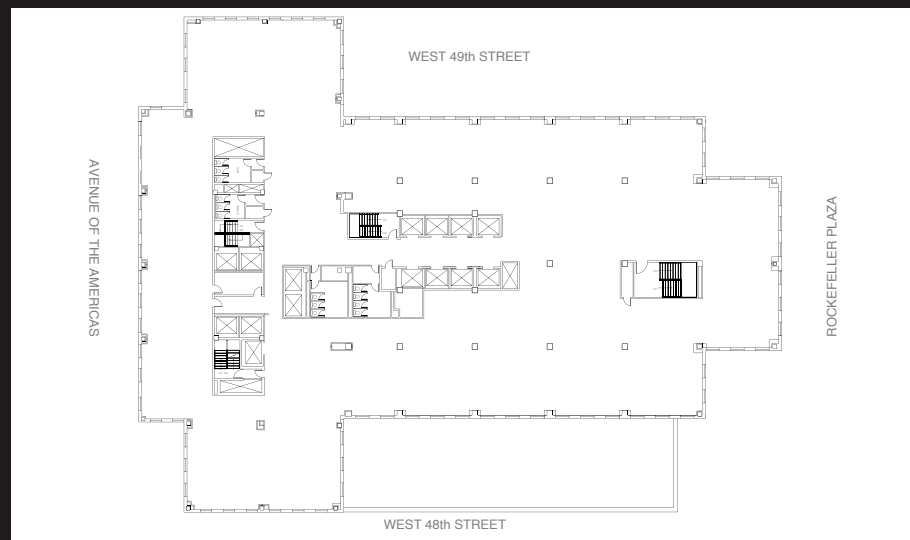 WEST 49th STREET
AVENUE OF THE AMERICAS
ROCKEFELLER PLAZA
WEST 48th STREET